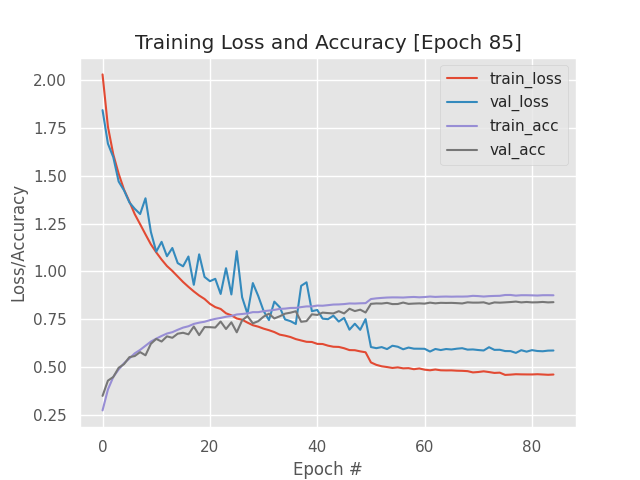 Training Loss and Accuracy [Epoch 85]
train_loss
val_loss
train_acc
val_acc
Loss/Accuracy
2.00
1.75
1.50
1.25
1.00
0.75
0.50
0.25
0
20
40
60
80
Epoch #